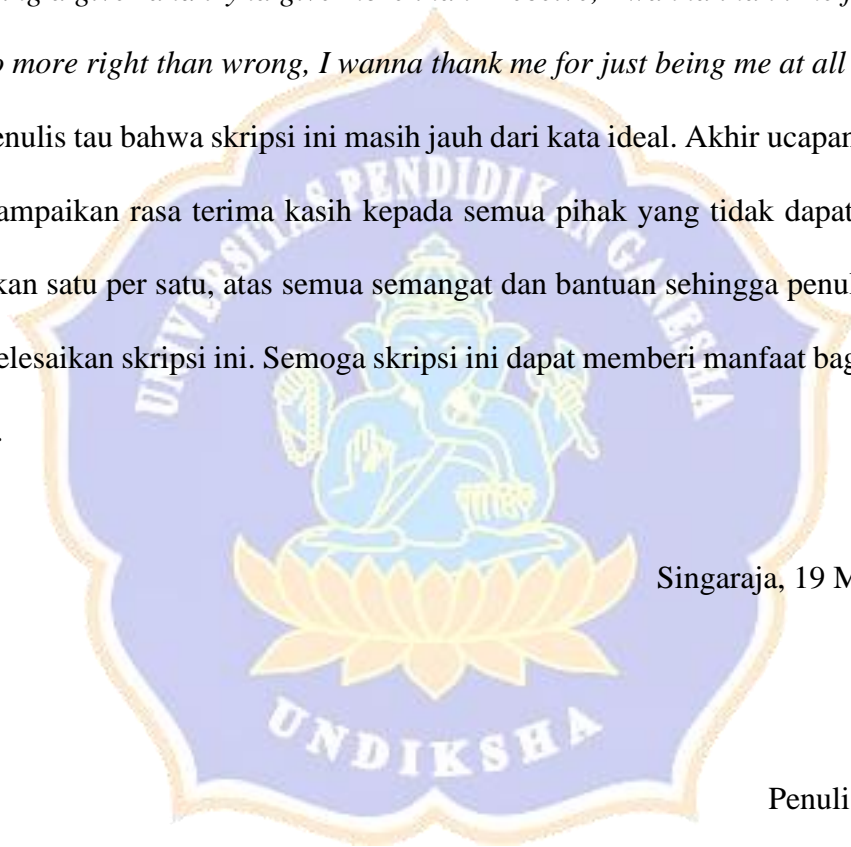 more right than wrong, I wanna thank me for just being me at all
enulis tau bahwa skripsi ini masih jauh dari kata ideal. Akhir ucapan
ampaikan rasa terima kasih kepada semua pihak yang tidak dapat
kan satu per satu, atas semua semangat dan bantuan sehingga penul
elesaikan skripsi ini. Semoga skripsi ini dapat memberi manfaat bag
UNIVERSITAS PENDIDIKAN GANESHA
Singaraja, 19 M
UNDIKSHA
Penuli